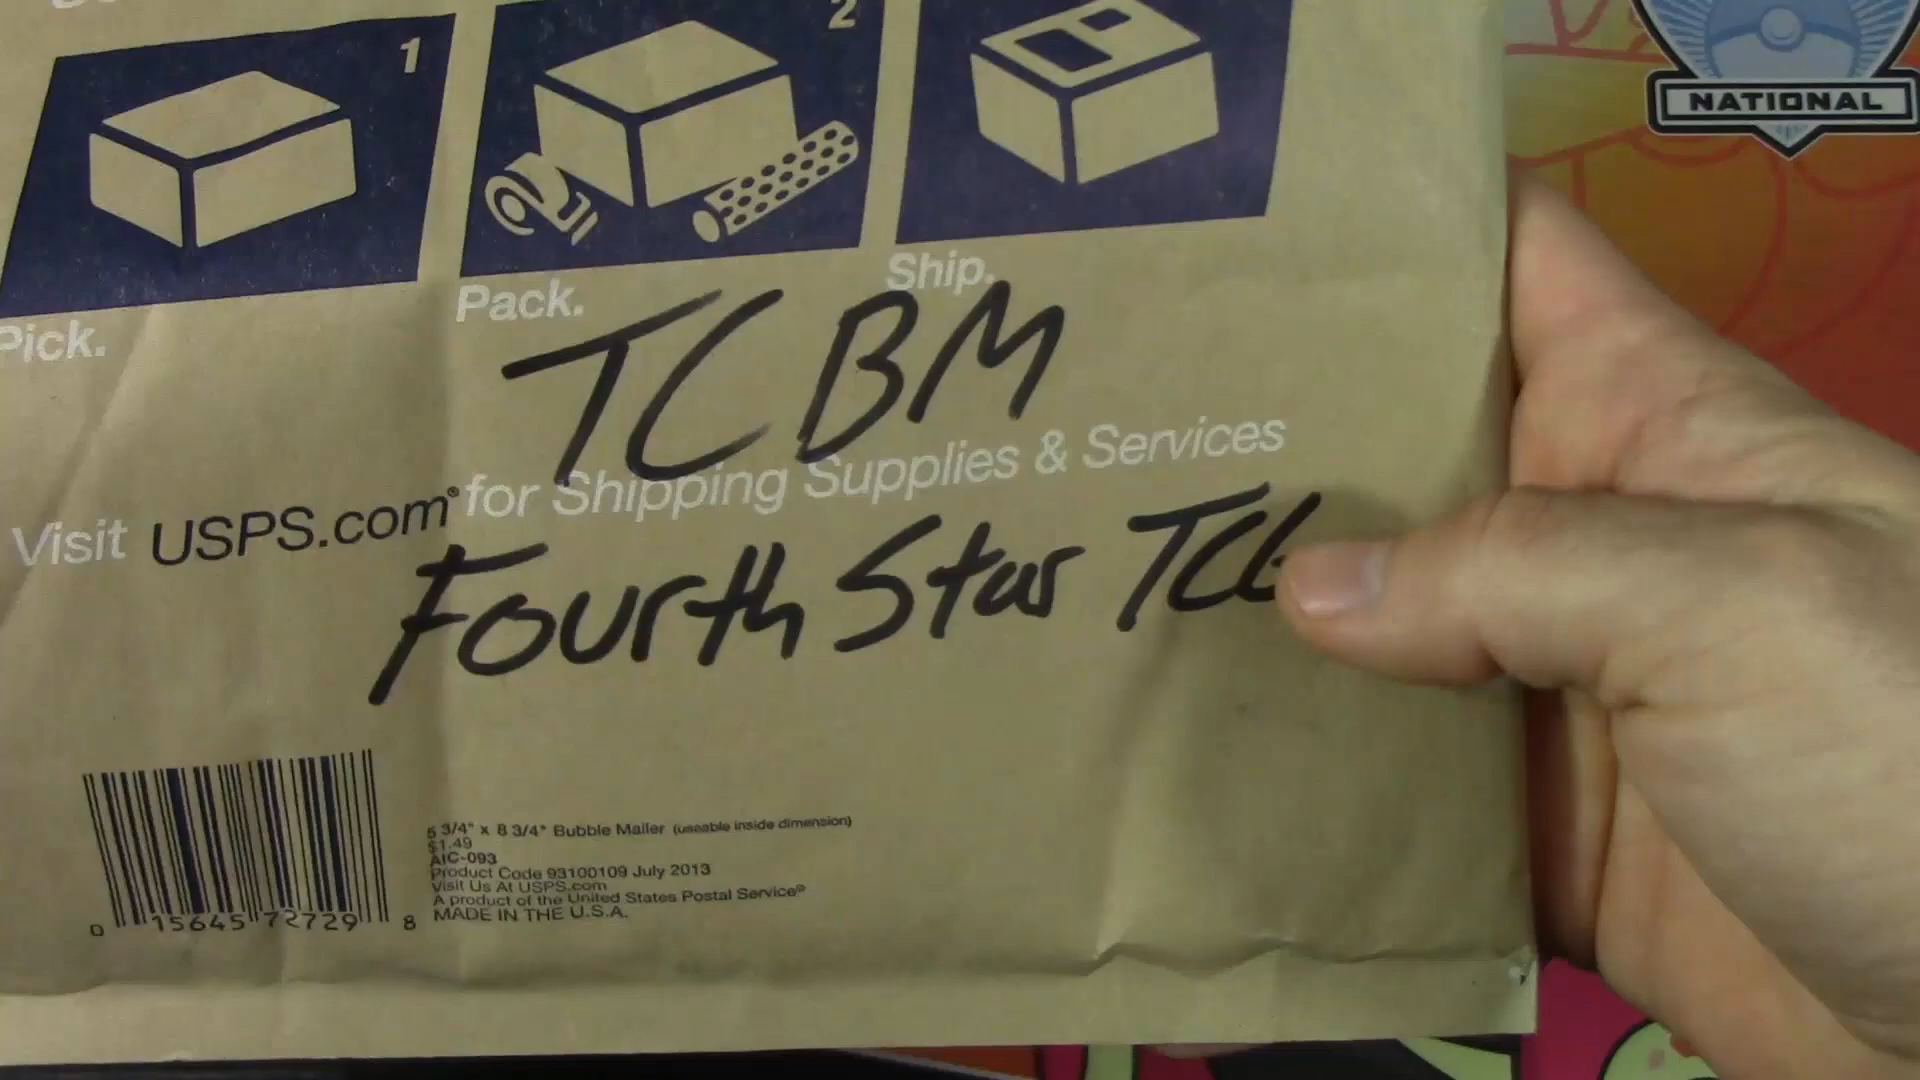 1
2
NATIONAL
Pick.
Pack.
Ship.
TCBM
Visit USPS.com® for Shipping Supplies & Services
Fourth Star TCG
5 3/4" x 8 3/4" Bubble Mailer (useable inside dimension)
$1.49
AIC-093
Product Code 93100109 July 2013
Visit Us At USPS.com
A product of the United States Postal Service®
MADE IN THE U.S.A.
0 15645 72729 8